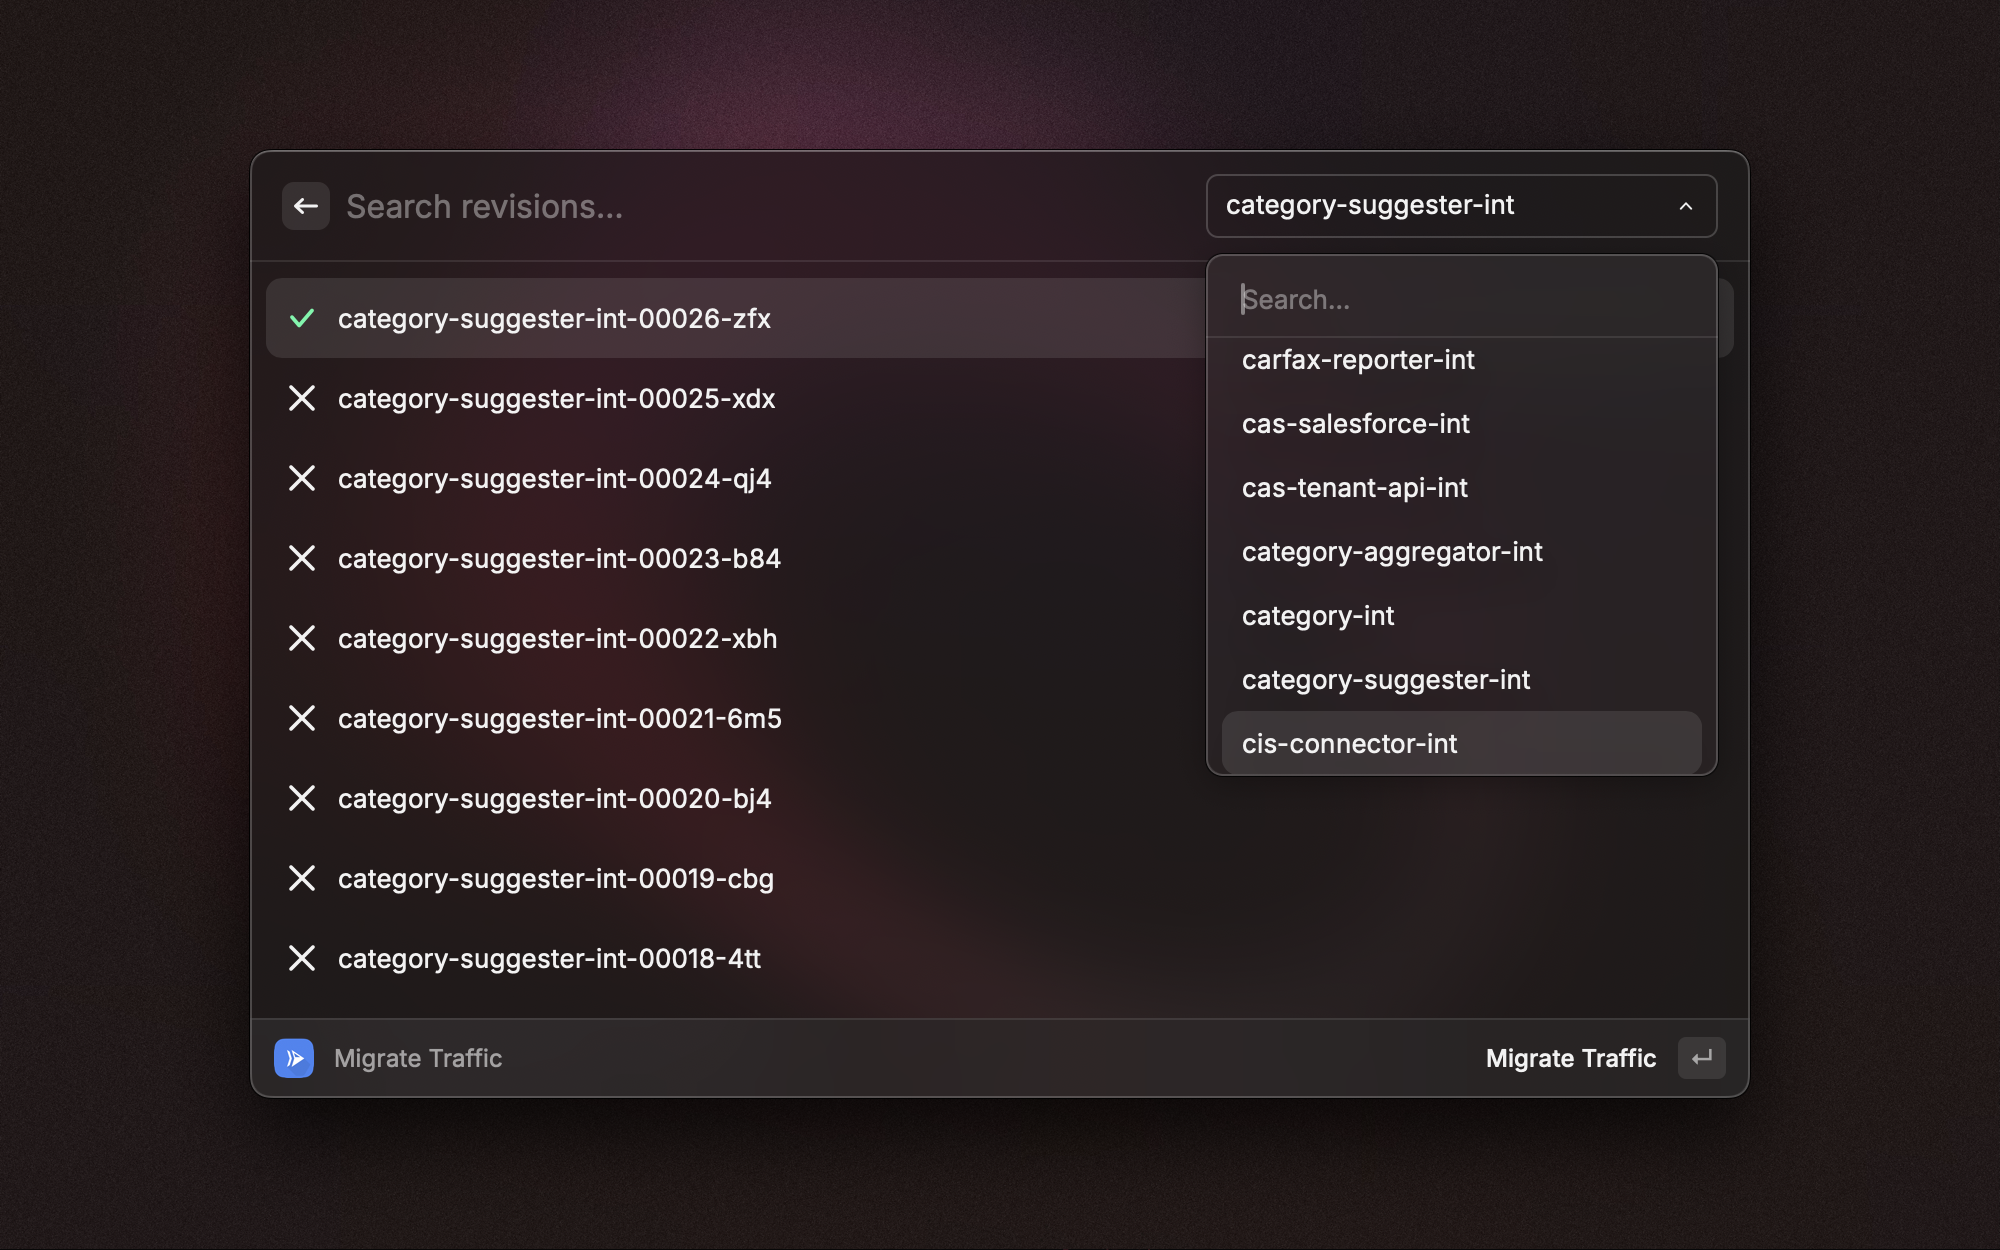 Search revisions...
category-suggester-int
category-suggester-int-00026-zfx
category-suggester-int-00025-xdx
category-suggester-int-00024-qj4
category-suggester-int-00023-b84
category-suggester-int-00022-xbh
category-suggester-int-00021-6m5
category-suggester-int-00020-bj4
category-suggester-int-00019-cbg
category-suggester-int-00018-4tt
Search...
carfax-reporter-int
cas-salesforce-int
cas-tenant-api-int
category-aggregator-int
category-int
category-suggester-int
cis-connector-int
Migrate Traffic
Migrate Traffic